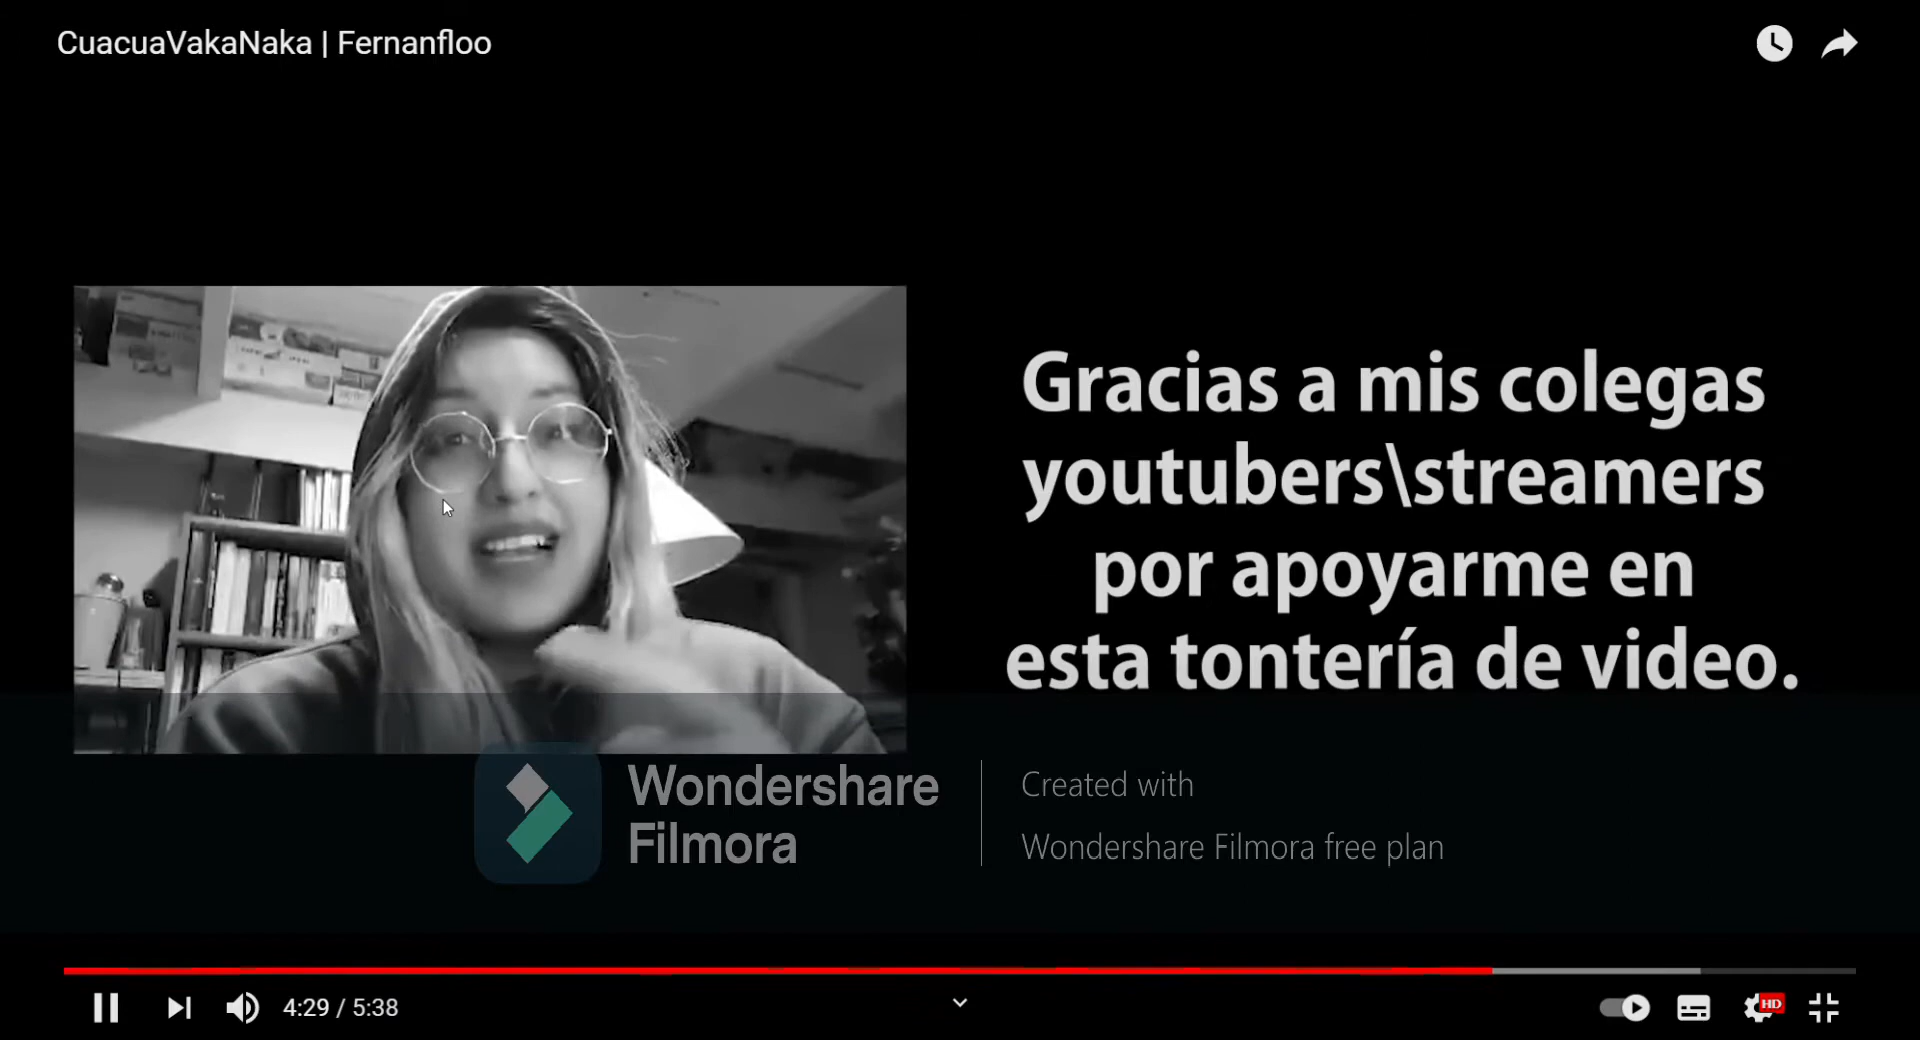 CuacuaVakaNaka | Fernanfloo
Gracias a mis colegas
youtubers\streamers
por apoyarme en
esta tontería de video.
Wondershare
Filmora
Created with
Wondershare Filmora free plan
4:29 / 5:38
HD